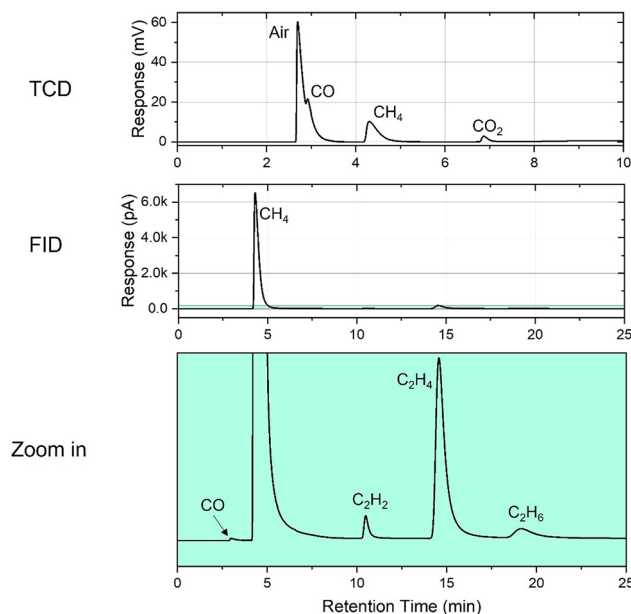 TCD
Response (mV)
60
40
20
0
Air
CO
CH₄
CO₂
0 2 4 6 8 10
FID
Response (pA)
6.0k
4.0k
2.0k
0.0
CH₄
0 5 10 15 20 25
Zoom in
CO
C₂H₂
C₂H₄
C₂H₆
0 5 10 15 20 25
Retention Time (min)